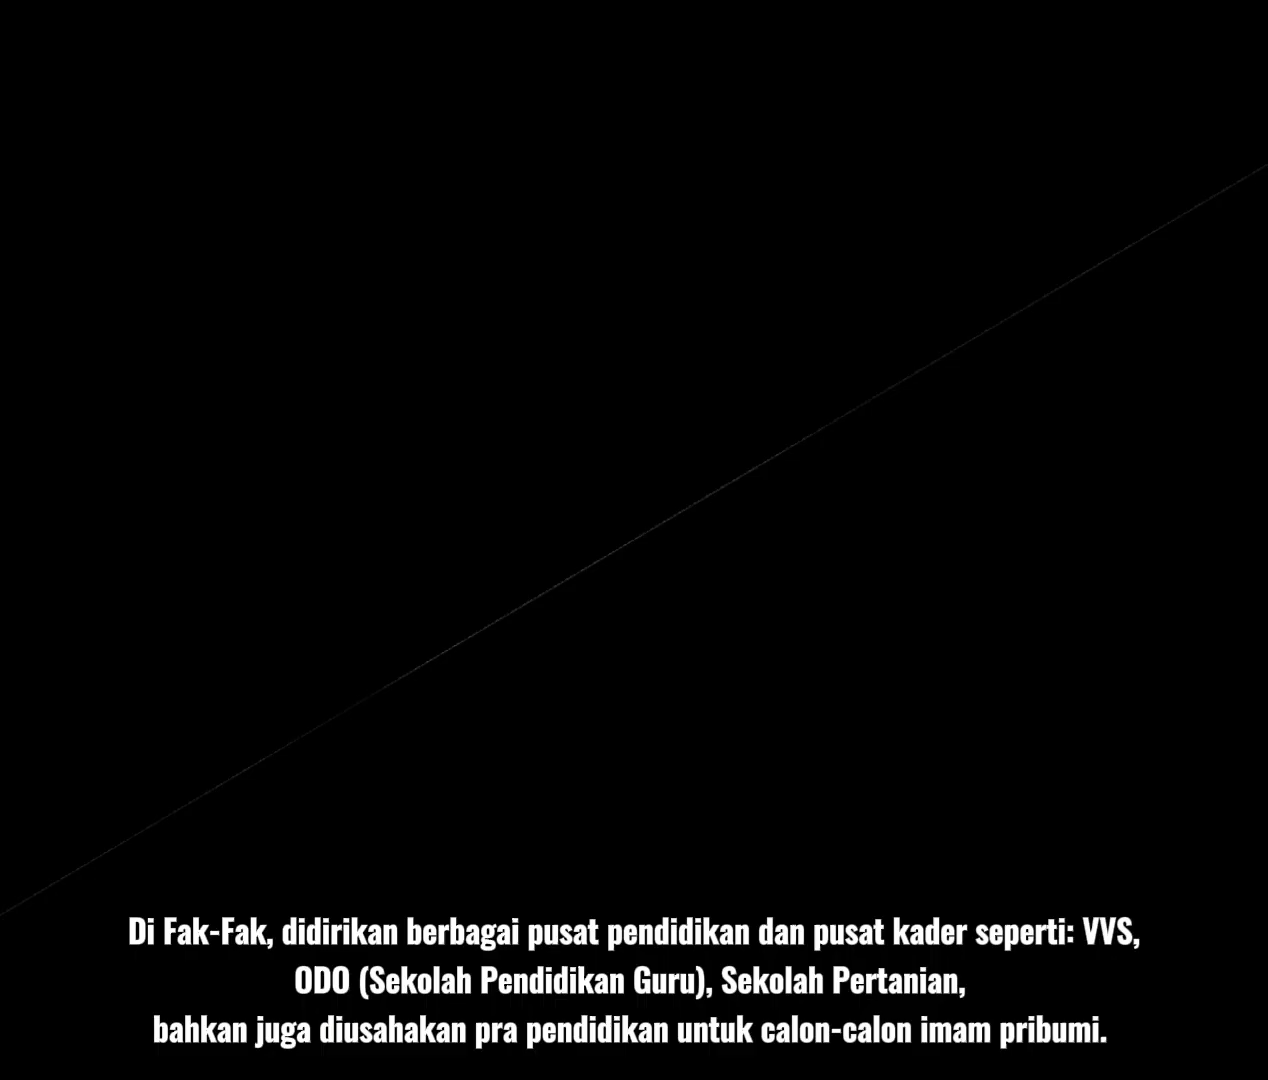 Di Fak-Fak, didirikan berbagai pusat pendidikan dan pusat kader seperti: VVS,
ODO (Sekolah Pendidikan Guru), Sekolah Pertanian,
bahkan juga diusahakan pra pendidikan untuk calon-calon imam pribumi.